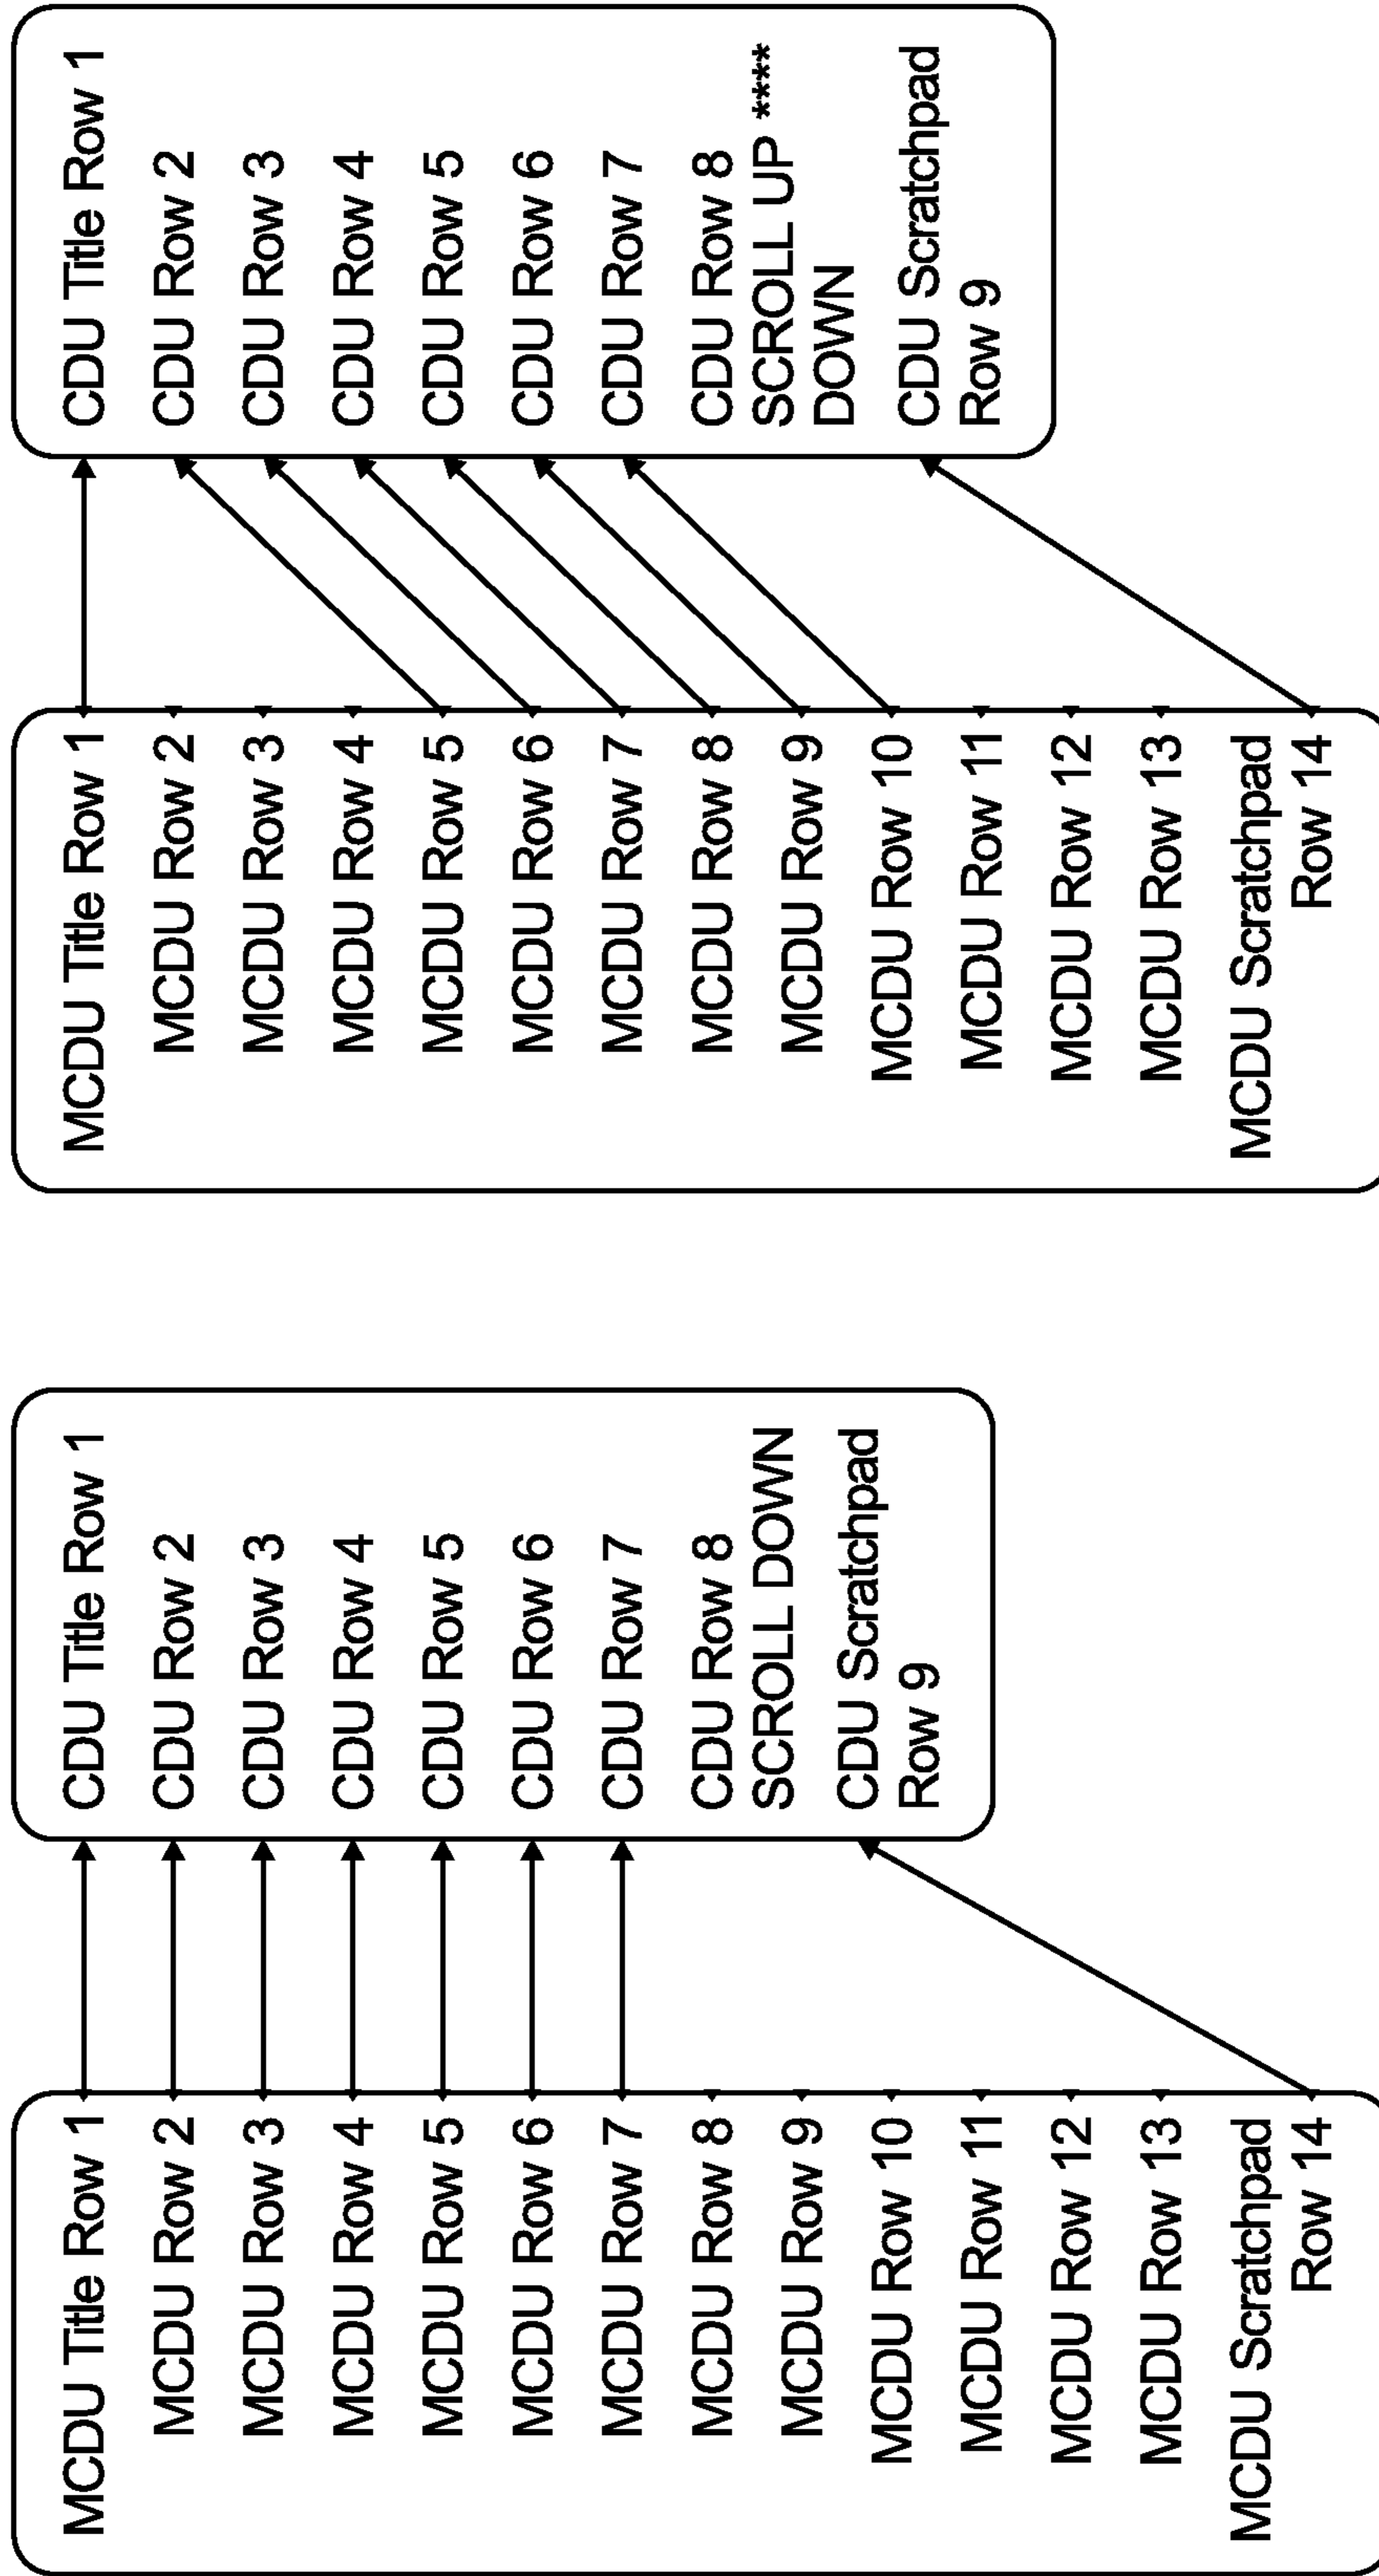 MCDU Title Row 1
MCDU Row 2
MCDU Row 3
MCDU Row 4
MCDU Row 5
MCDU Row 6
MCDU Row 7
MCDU Row 8
MCDU Row 9
MCDU Row 10
MCDU Row 11
MCDU Row 12
MCDU Row 13
MCDU Scratchpad
Row 14
CDU Title Row 1
CDU Row 2
CDU Row 3
CDU Row 4
CDU Row 5
CDU Row 6
CDU Row 7
CDU Row 8
SCROLL DOWN
CDU Scratchpad
Row 9
MCDU Title Row 1
MCDU Row 2
MCDU Row 3
MCDU Row 4
MCDU Row 5
MCDU Row 6
MCDU Row 7
MCDU Row 8
MCDU Row 9
MCDU Row 10
MCDU Row 11
MCDU Row 12
MCDU Row 13
MCDU Scratchpad
Row 14
CDU Title Row 1
CDU Row 2
CDU Row 3
CDU Row 4
CDU Row 5
CDU Row 6
CDU Row 7
CDU Row 8
SCROLL UP ****
DOWN
CDU Scratchpad
Row 9